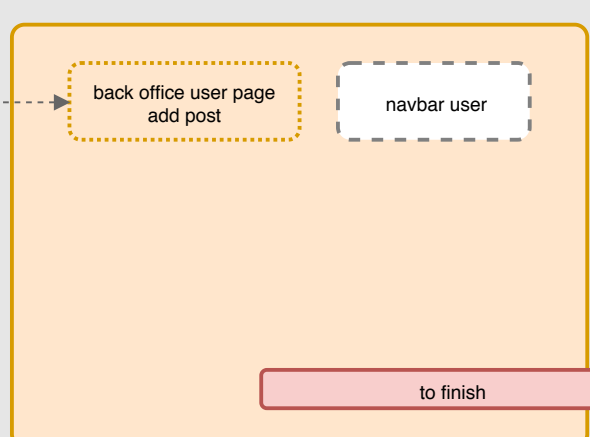 back office user page
add post
navbar user
to finish